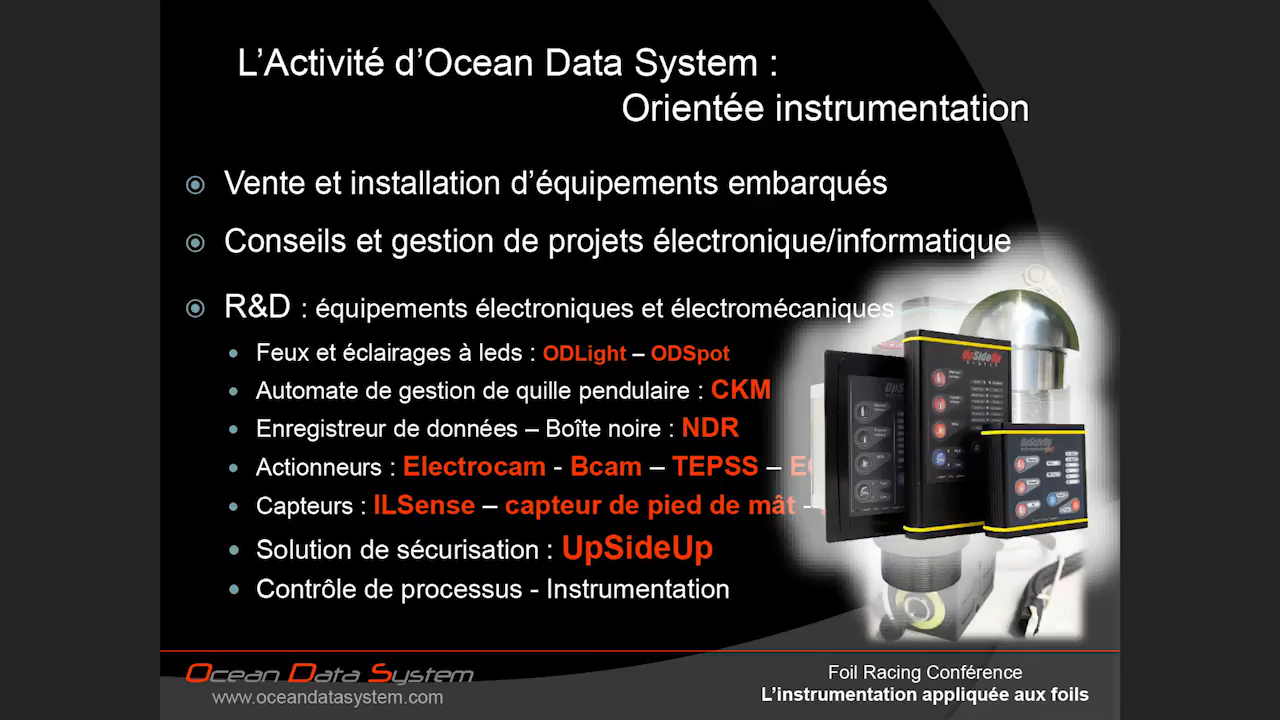 L’Activité d’Ocean Data System :
Orientée instrumentation
Vente et installation d’équipements embarqués
Conseils et gestion de projets électronique/informatique
R&D : équipements électroniques et électromécaniques
Feux et éclairages à leds : ODLight – ODSpot
Automate de gestion de quille pendulaire : CKM
Enregistreur de données – Boîte noire : NDR
Actionneurs : Electrocam - Bcam – TEPSS –
Capteurs : ILSense – capteur de pied de mât -
Solution de sécurisation : UpSideUp
Contrôle de processus - Instrumentation
UpSideUp
UpSideUp
Ocean Data System
www.oceandatasystem.com
Foil Racing Conférence
L’instrumentation appliquée aux foils